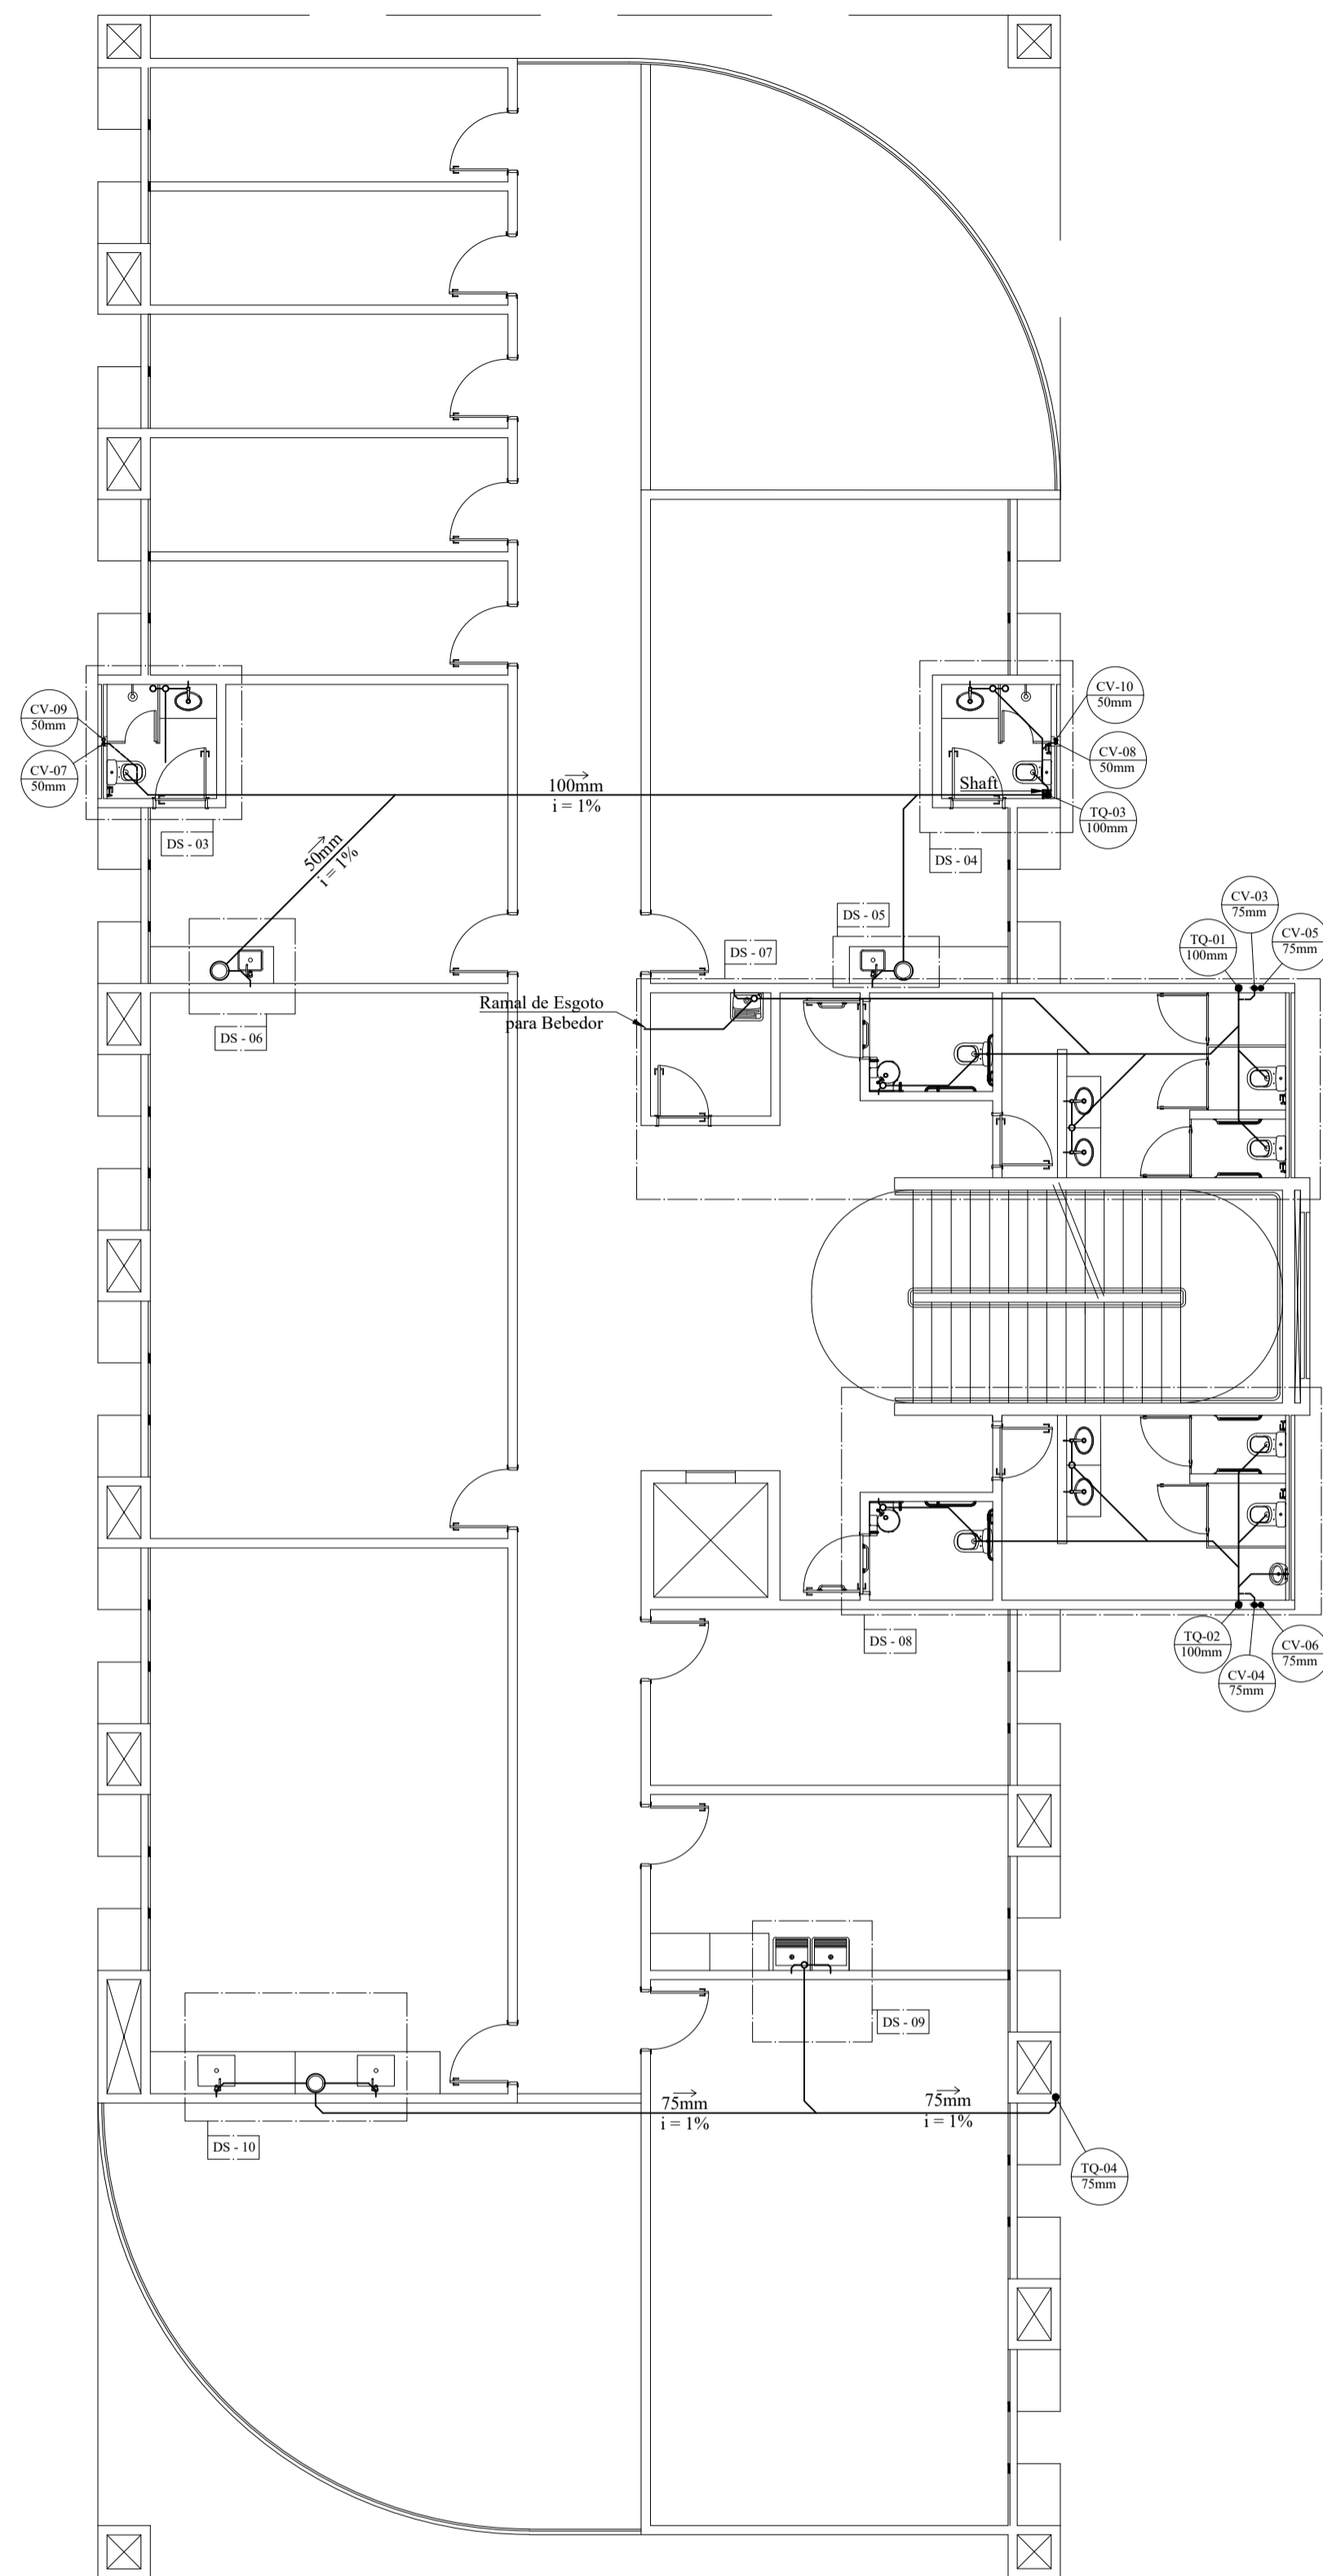 CV-09
50mm
CV-07
50mm
CV-10
50mm
CV-08
50mm
Shaft
TQ-03
100mm
100mm
i = 1%
DS - 03
50mm
i = 1%
DS - 04
CV-03
75mm
DS - 05
TQ-01
100mm
CV-05
75mm
DS - 07
Ramal de Esgoto
para Bebedor
DS - 06
DS - 08
TQ-02
100mm
CV-06
75mm
CV-04
75mm
DS - 09
75mm
i = 1%
75mm
i = 1%
DS - 10
TQ-04
75mm